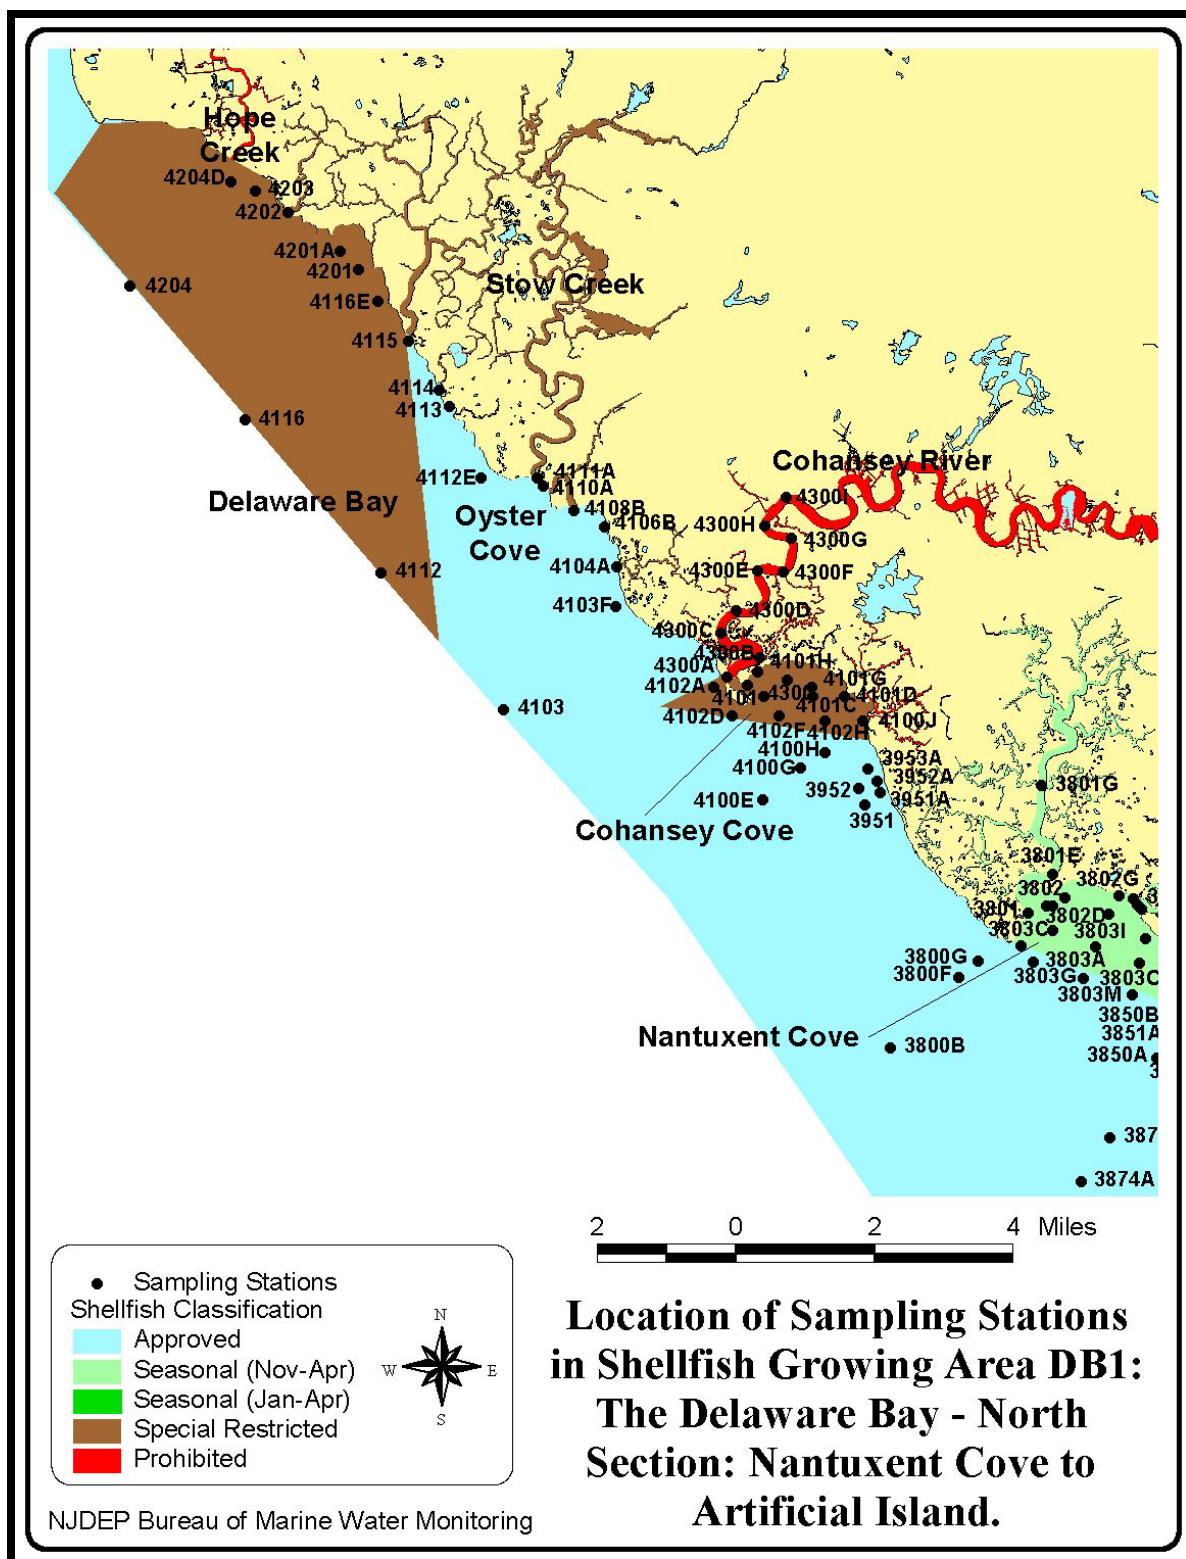 Hope
Creek
4204D
4203
4202
4201A
4201
4204
4116E
Stow Creek
4115
4114
4113
4116
Cohansey River
4112E
4111A
4110A
Delaware Bay
4300I
4108B
Oyster
Cove
4106B
4300H
4300G
4104A
4300E
4300F
4112
4103F
4300D
4300C
4300B
4101H
4300A
4101G
4102A
4101
4300
4101C
4101D
4103
4102D
4102F
4102H
4100J
4100H
4100G
3953A
3952A
3952
3951A
4100E
3951
3801G
Cohansey Cove
3801E
3802
3802G
3801
3802D
3803C
3803I
3800G
3803A
3800F
3803G
3803C
3803M
3850B
Nantuxent Cove
3851A
3800B
3850A
387
3874A
2 0 2 4 Miles
Sampling Stations
Shellfish Classification
Approved
Seasonal (Nov-Apr)
Seasonal (Jan-Apr)
Special Restricted
Prohibited
N
W E
S
Location of Sampling Stations
in Shellfish Growing Area DB1:
The Delaware Bay - North
Section: Nantuxent Cove to
Artificial Island.
NJDEP Bureau of Marine Water Monitoring